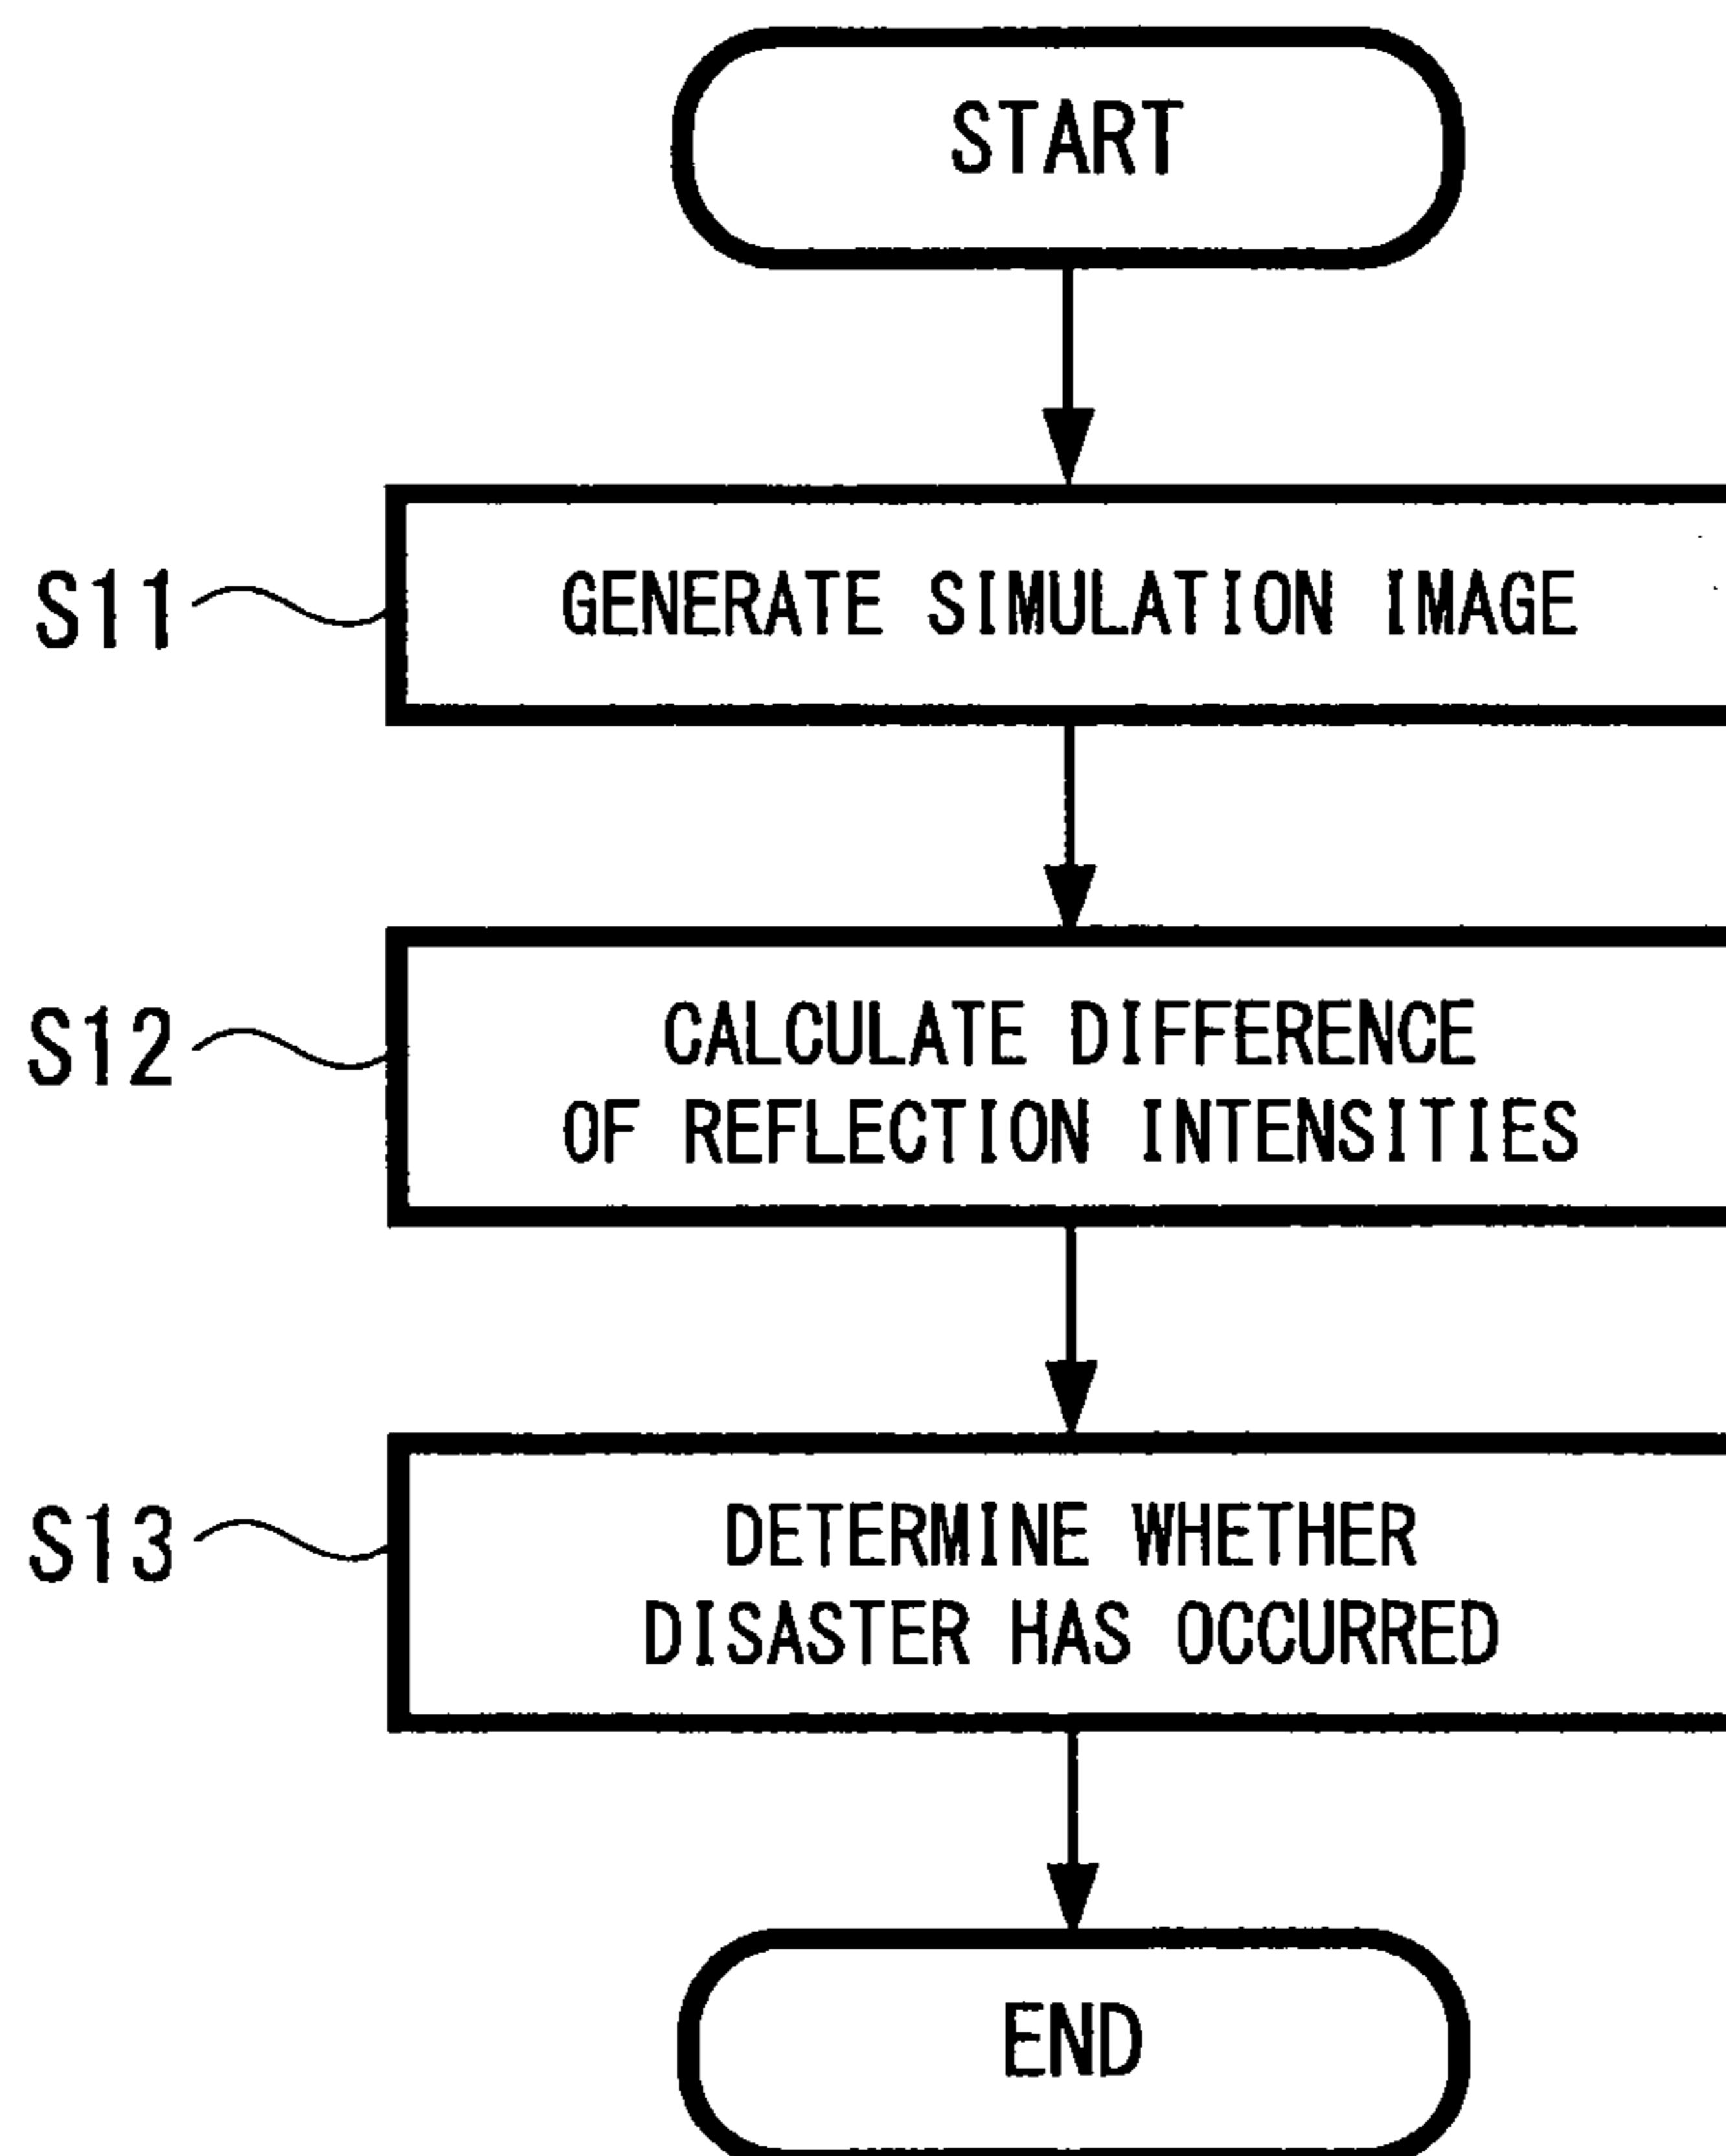 START
S11
GENERATE SIMULATION IMAGE
S12
CALCULATE DIFFERENCE
OF REFLECTION INTENSITIES
S13
DETERMINE WHETHER
DISASTER HAS OCCURRED
END